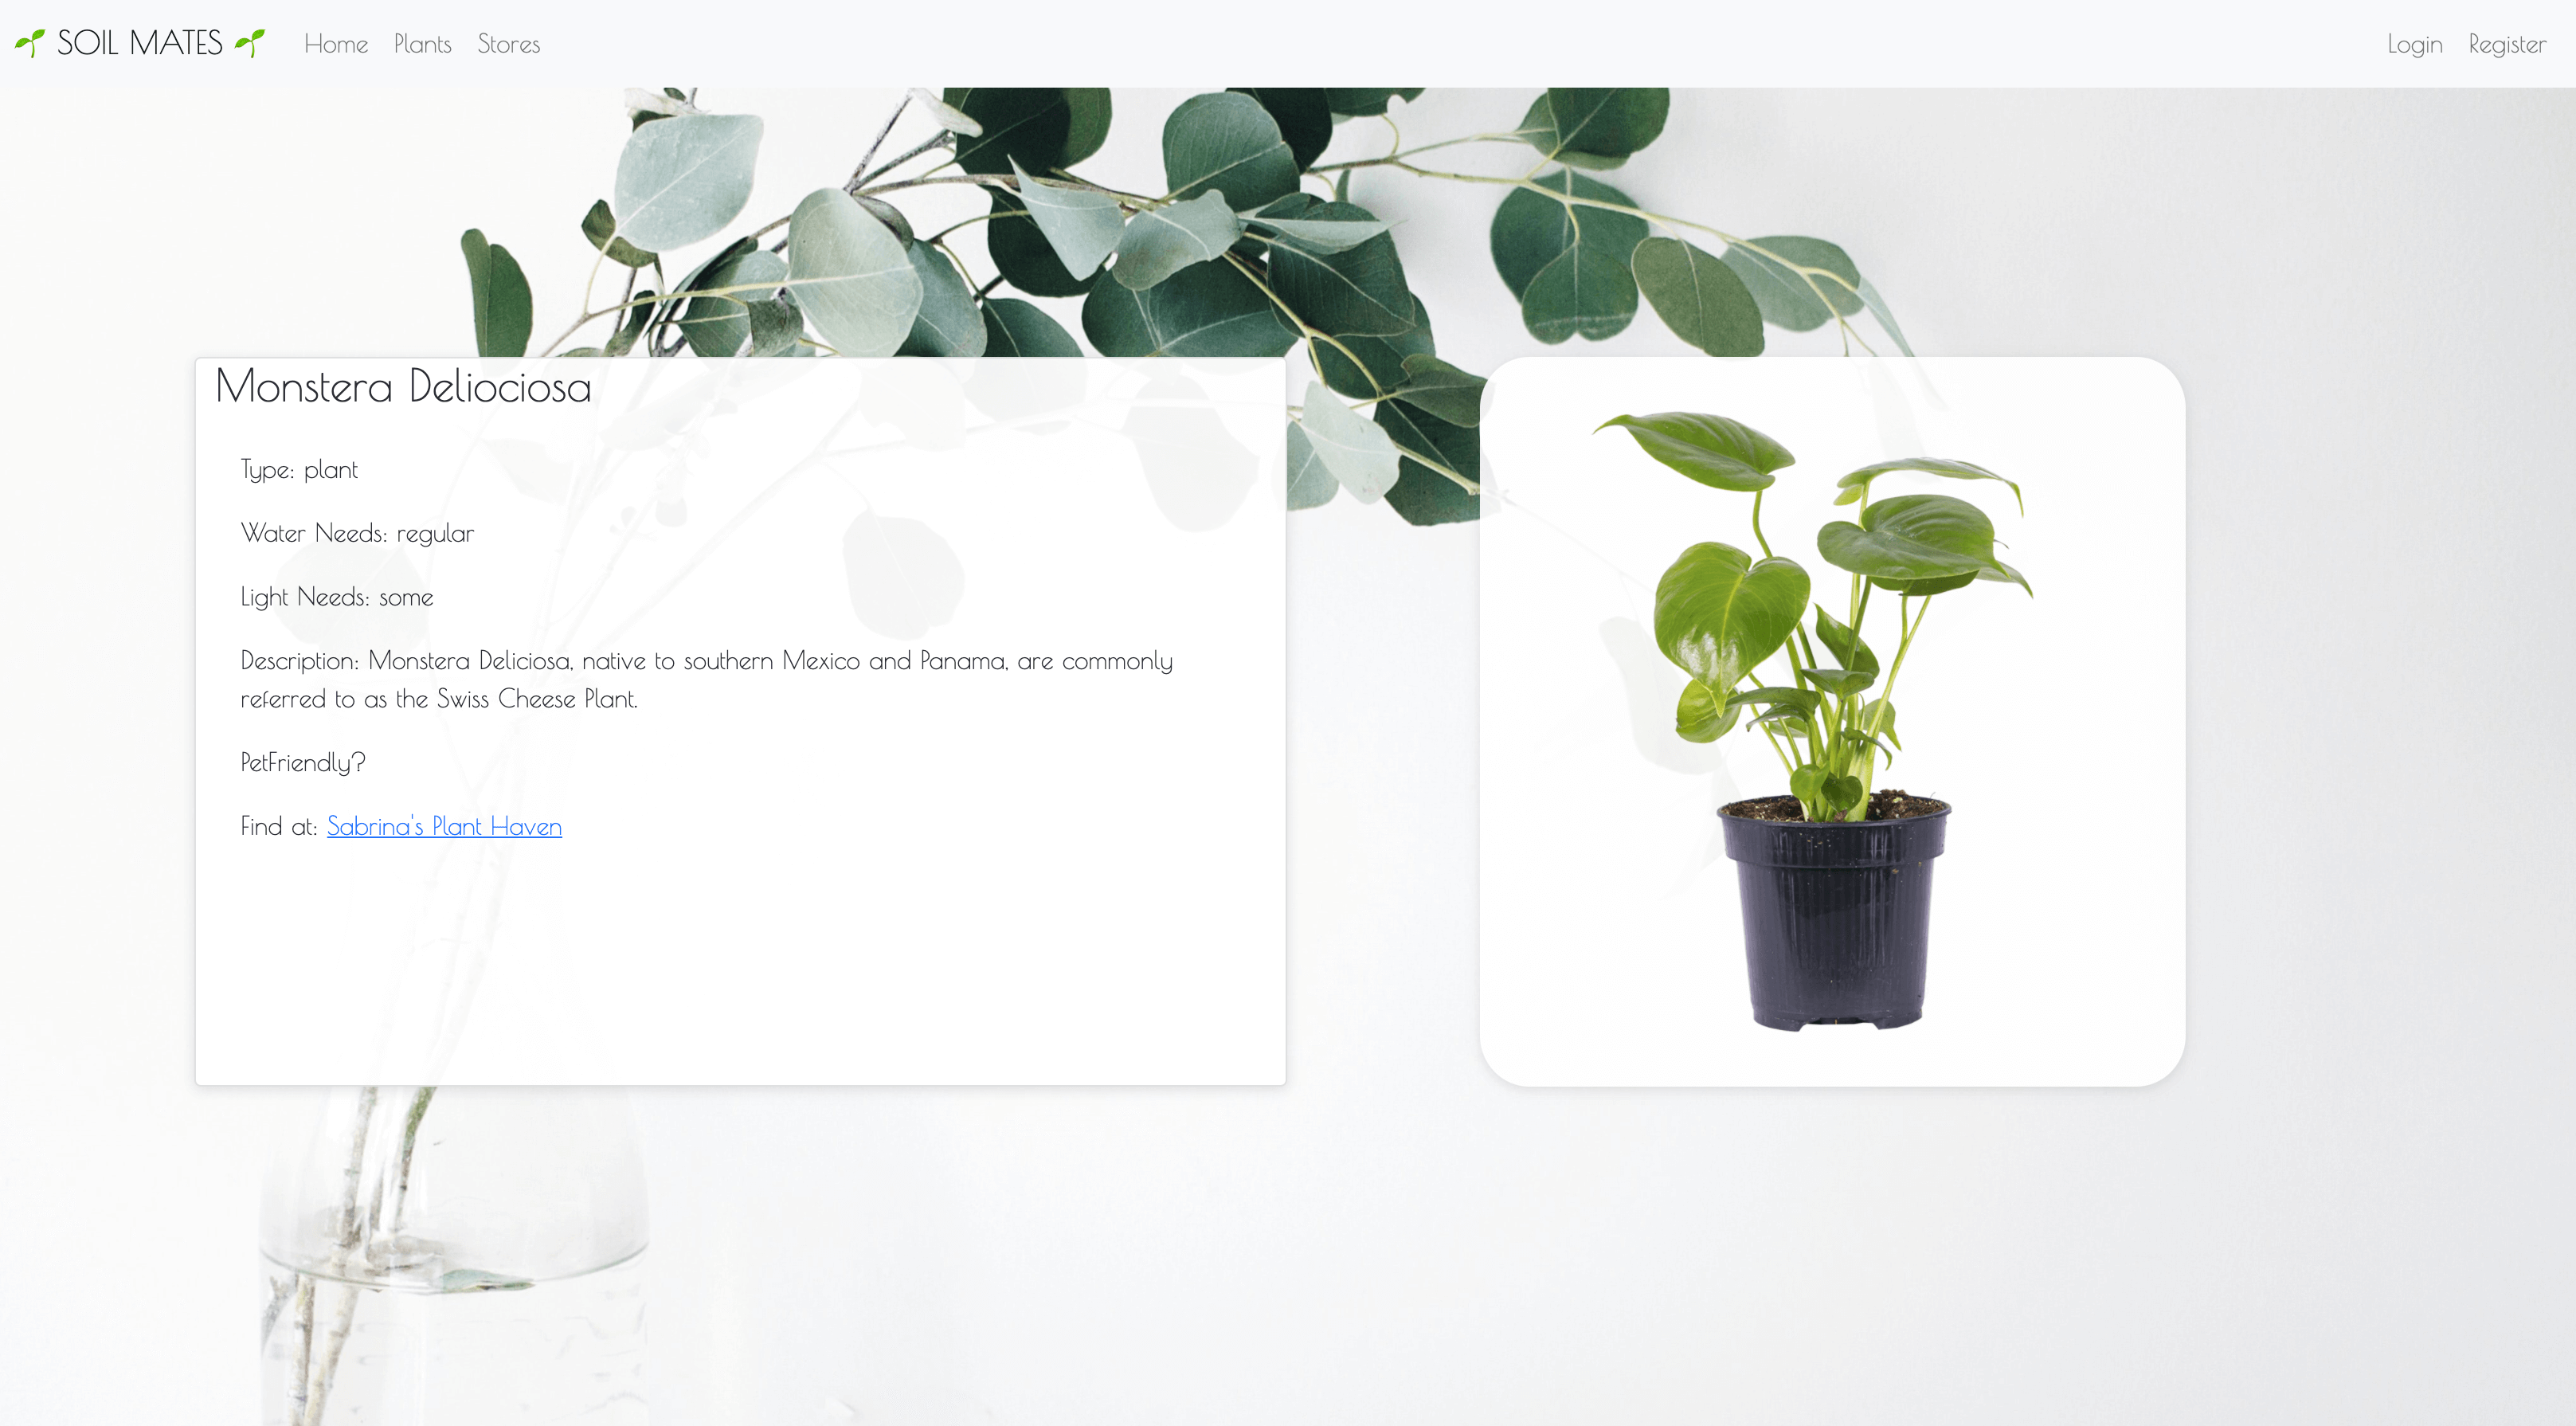 SOIL MATES Home Plants Stores Login Register
Monstera Deliociosa
Type: plant
Water Needs: regular
Light Needs: some
Description: Monstera Deliciosa, native to southern Mexico and Panama, are commonly
referred to as the Swiss Cheese Plant.
PetFriendly?
Find at: Sabrina's Plant Haven